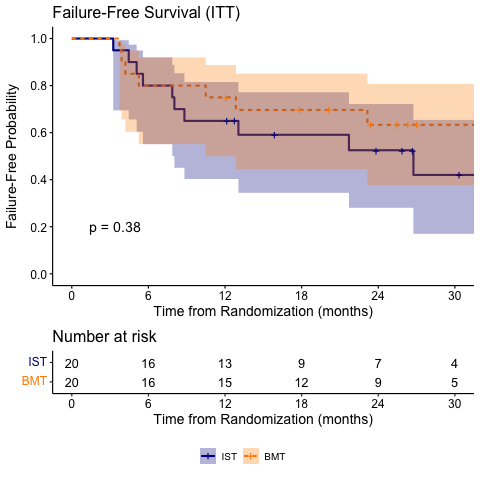 Failure-Free Survival (ITT)
Failure-Free Probability
1.0
0.8
0.6
0.4
0.2
0.0
p = 0.38
0 6 12 18 24 30
Time from Randomization (months)
Number at risk
IST 20 16 13 9 7 4
BMT 20 16 15 12 9 5
0 6 12 18 24 30
Time from Randomization (months)
IST BMT